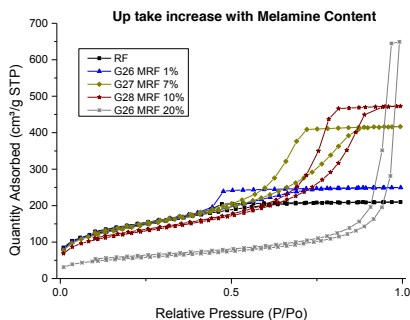 Up take increase with Melamine Content
700
600
500
400
300
200
100
0
Quantity Adsorbed (cm³/g STP)
RF
G26 MRF 1%
G27 MRF 7%
G28 MRF 10%
G26 MRF 20%
0.0
0.5
1.0
Relative Pressure (P/Po)